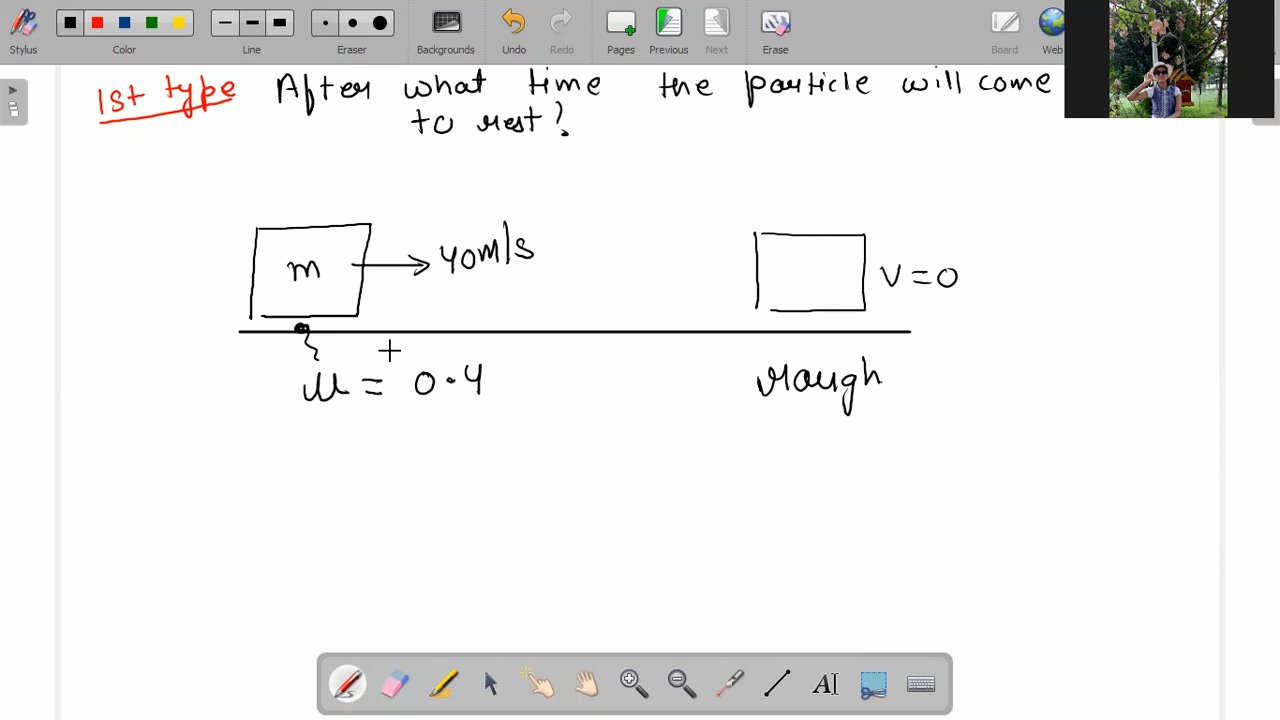 Stylus Color Line Eraser Backgrounds Undo Redo Pages Previous Next Erase Board Web
1st type After what time the particle will come
to rest?
m 40m/s
v=0
μ = 0.4 rough
A